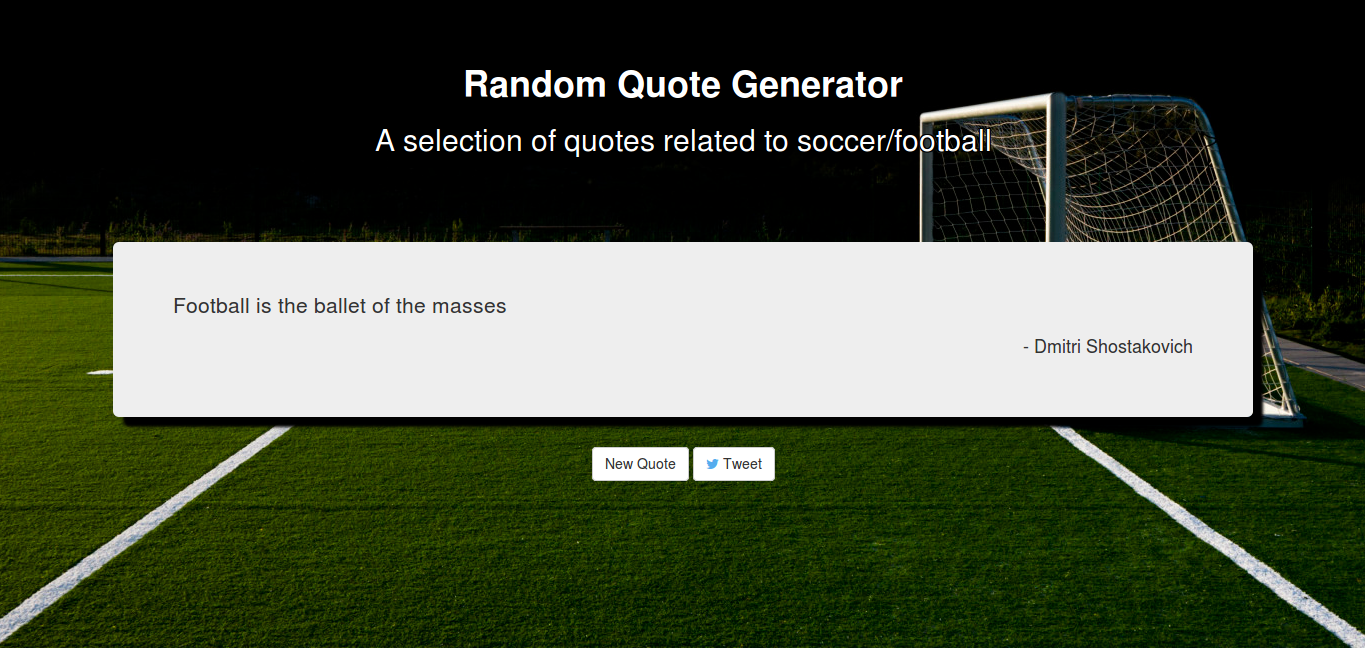 Random Quote Generator
A selection of quotes related to soccer/football
Football is the ballet of the masses
- Dmitri Shostakovich
New Quote Tweet